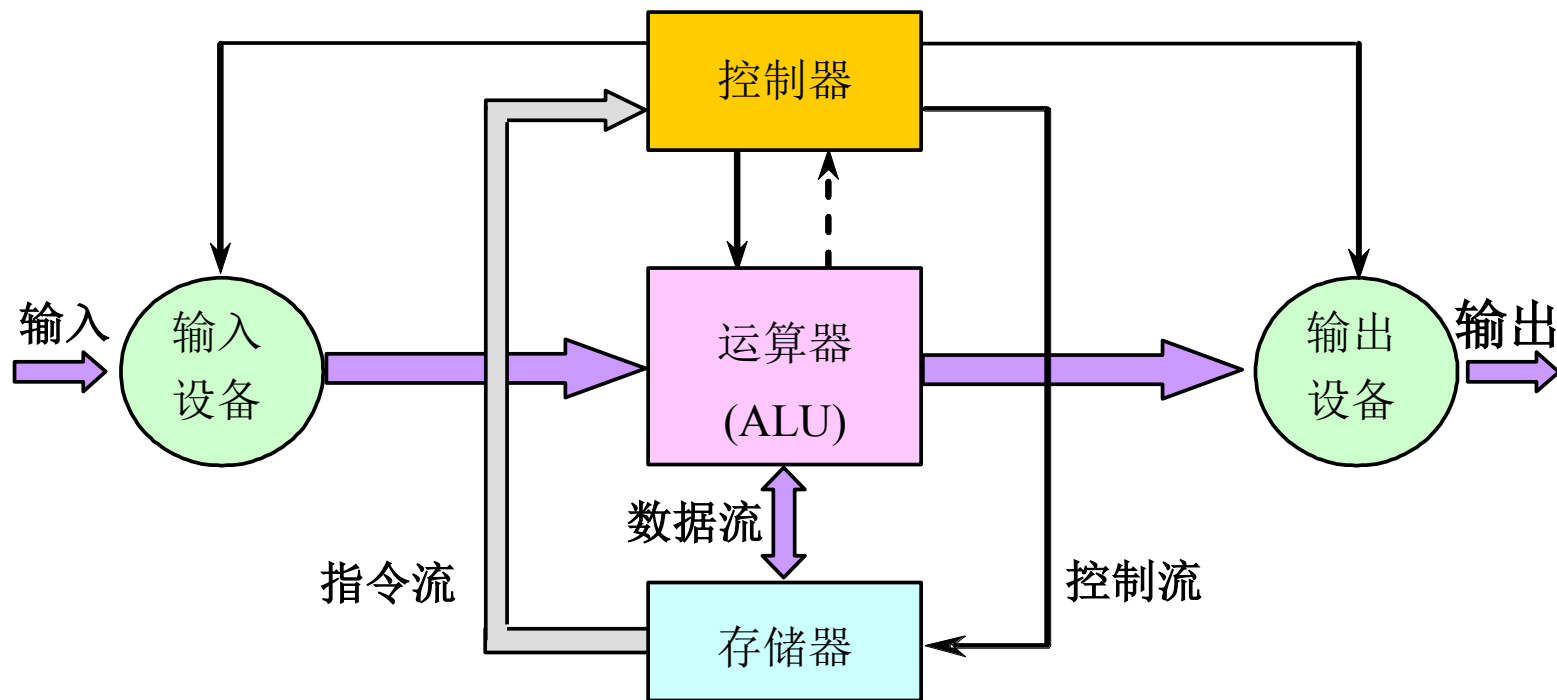 控制器
输入
输入
设备
运算器
(ALU)
输出
设备
输出
数据流
指令流
控制流
存储器